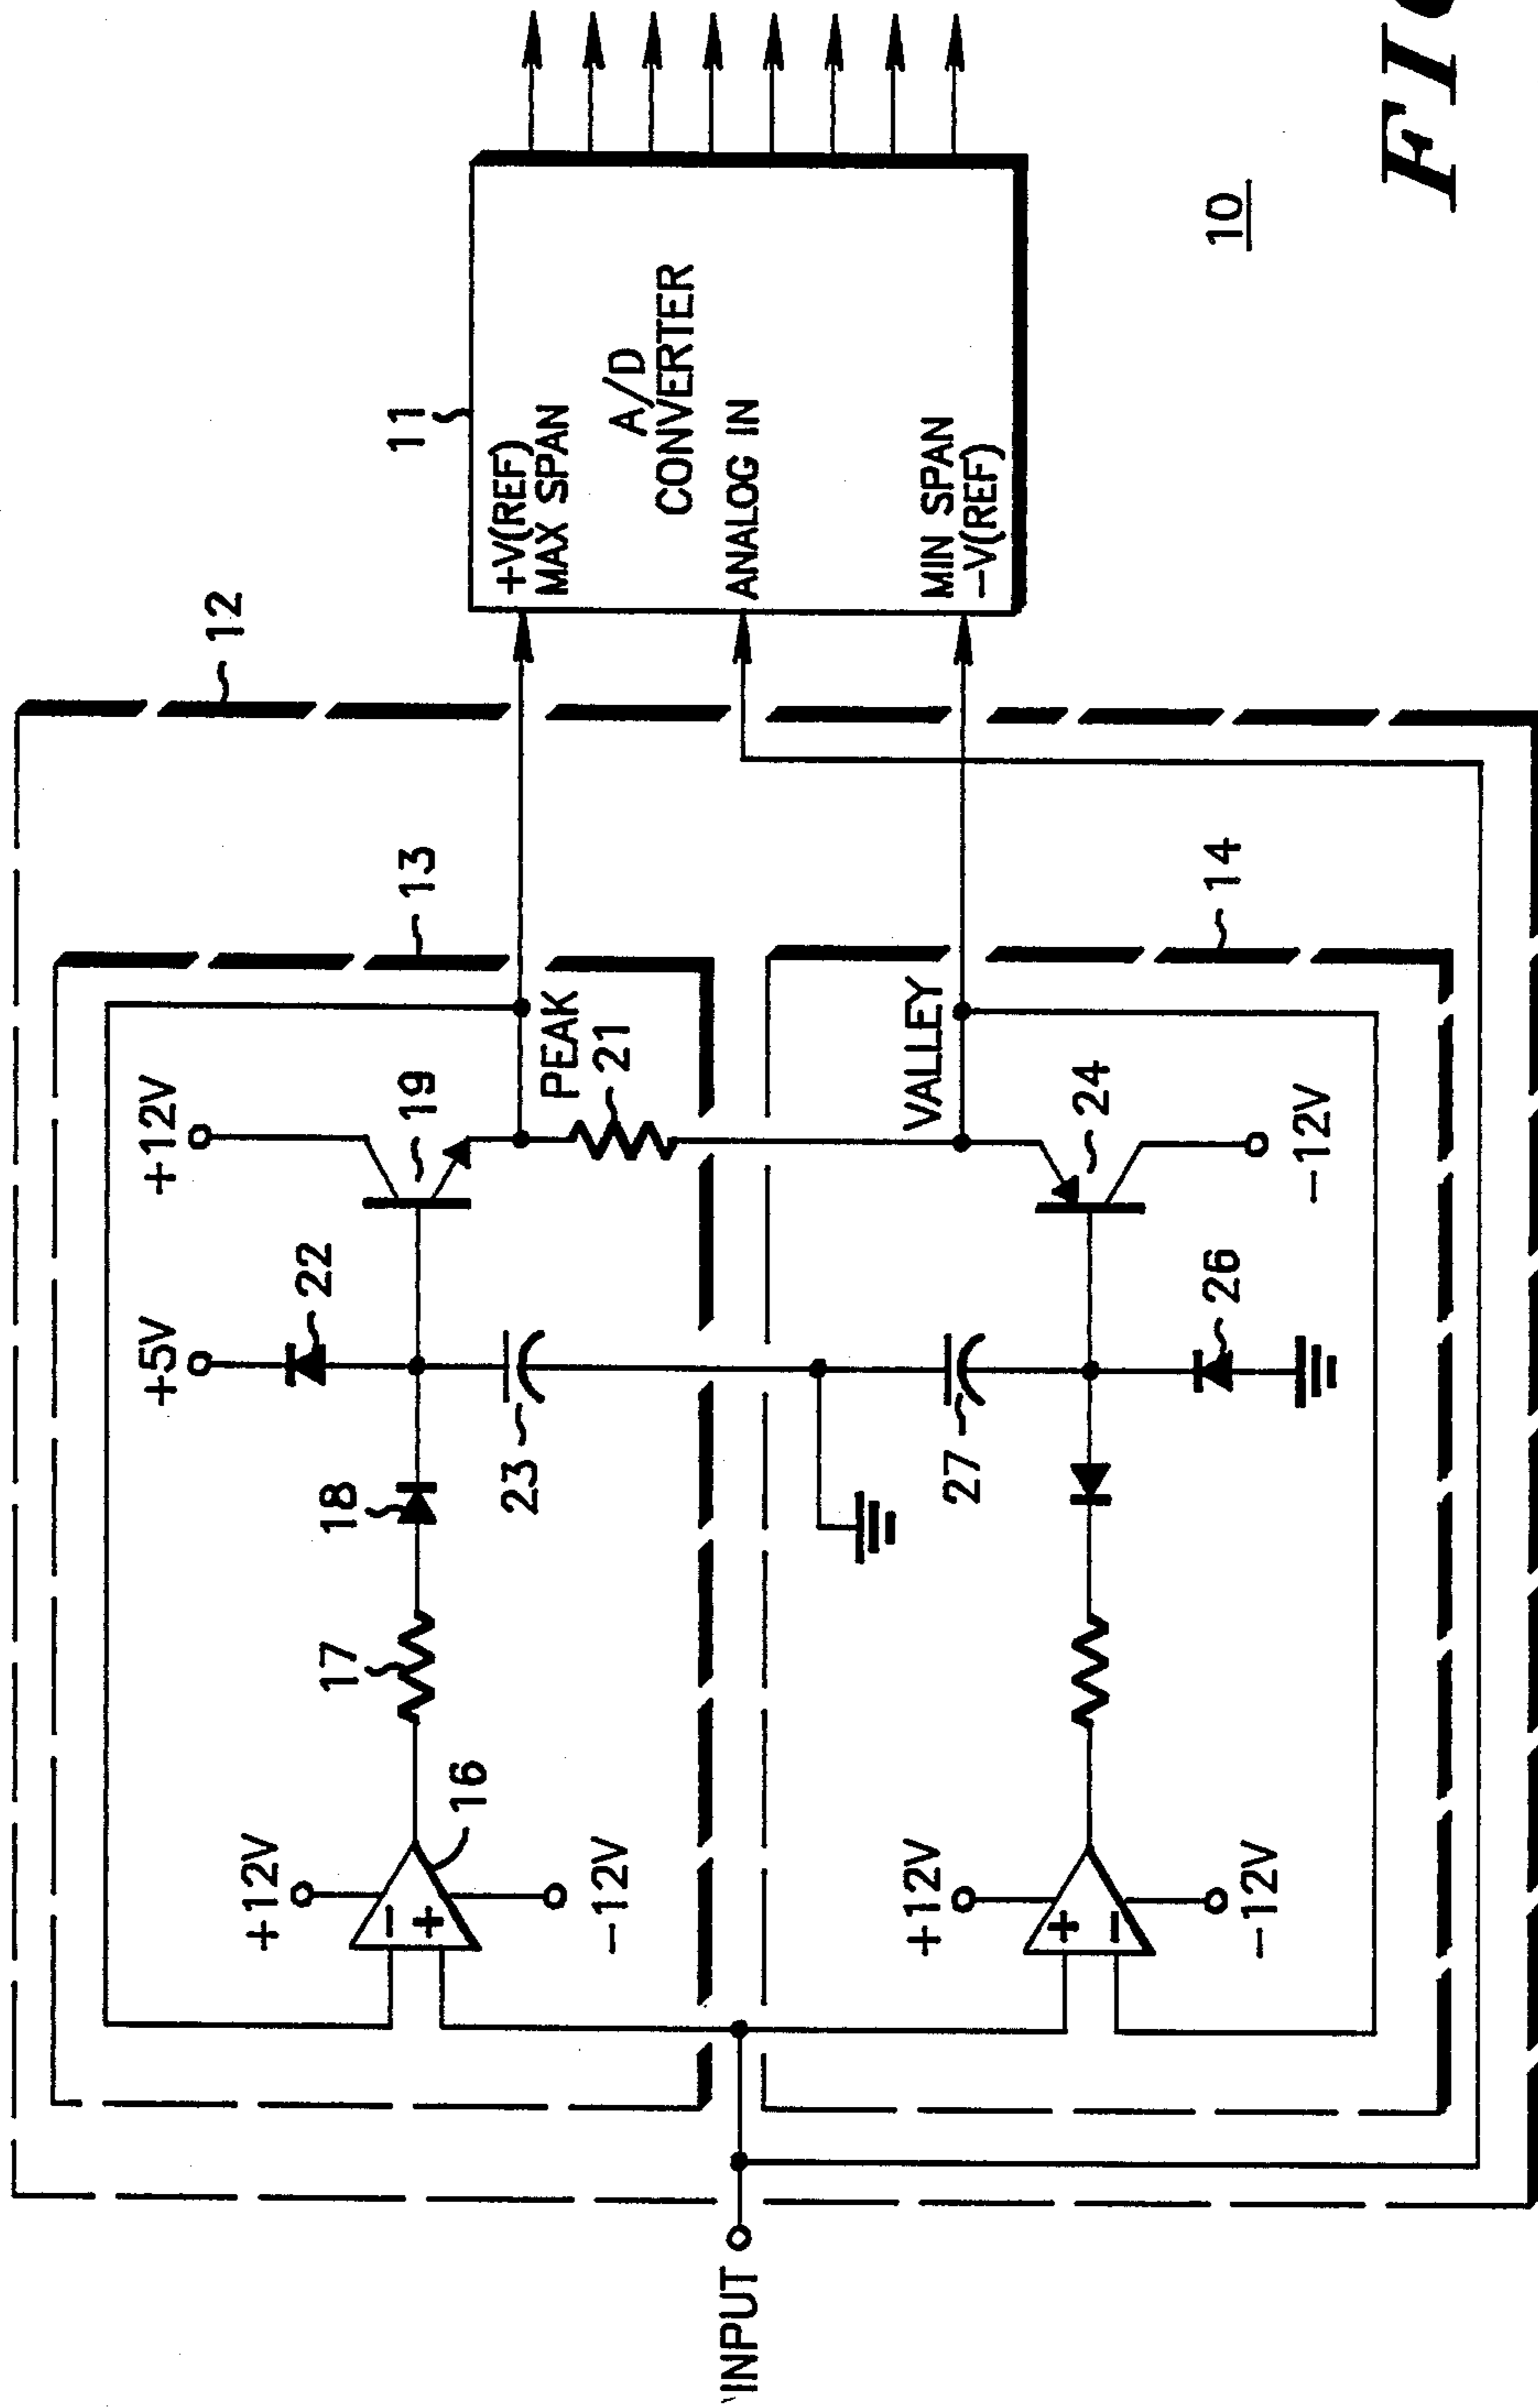 12
13
+12V
+5V
22
19
+12V
16
-12V
17
18
23
PEAK
21
11
+V(REF)
MAX SPAN
A/D
CONVERTER
ANALOG IN
MIN SPAN
-V(REF)
INPUT
14
VALLEY
+12V
-12V
27
24
26
-12V
10